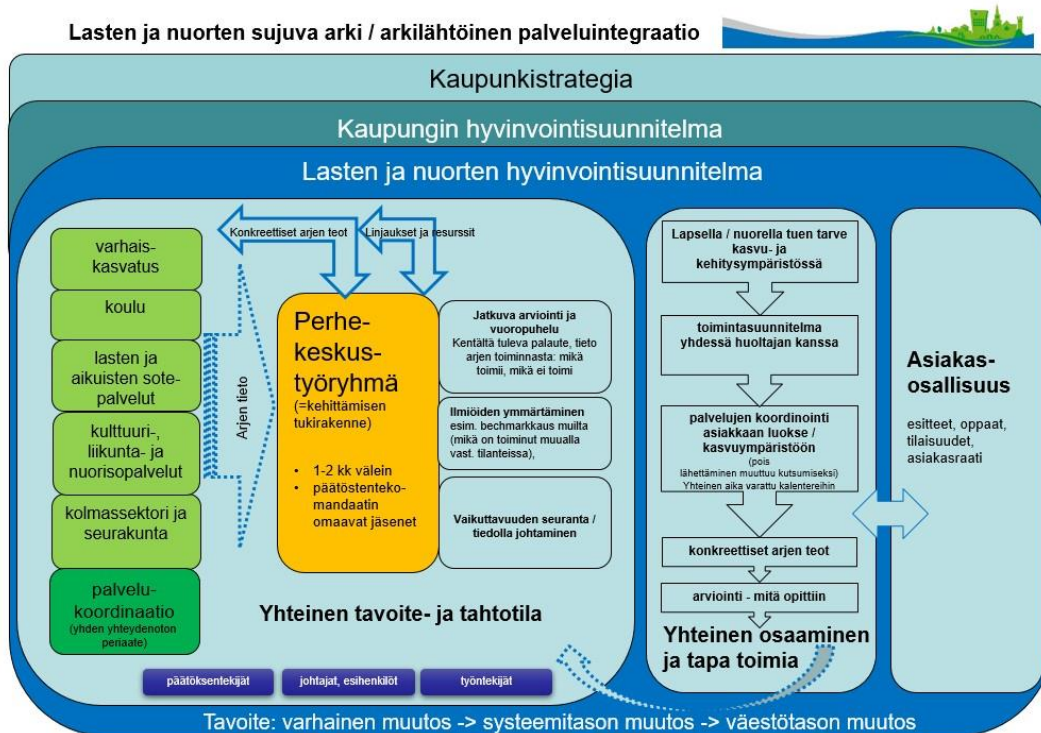 Lasten ja nuorten sujuva arki / arkilähtöinen palveluintegraatio
Kaupunkistrategia
Kaupungin hyvinvointisuunnitelma
Lasten ja nuorten hyvinvointisuunnitelma
Konkreettiset arjen teot
Linjaukset ja resurssit
varhais-
kasvatus
koulu
lasten ja
aikuisten sote-
palvelut
kulttuuri-,
liikunta- ja
nuorisopalvelut
kolmassektori ja
seurakunta
palvelu-
koordinaatio
(yhden yhteydenoton
periaate)
Arjen tieto
Perhe-
keskus-
työryhmä
(=kehittämisen
tukirakenne)
• 1-2 kk välein
• päätöstenteko-
mandaatin
omaavat jäsenet
Jatkuva arviointi ja
vuoropuhelu
Kentältä tuleva palaute, tieto
arjen toiminnasta: mikä
toimii, mikä ei toimi
Ilmiöiden ymmärtäminen
esim. bechmarkkaus muilta
(mikä on toiminut muualla
vast. tilanteissa),
Vaikuttavuuden seuranta /
tiedolla johtaminen
Yhteinen tavoite- ja tahtotila
päätöksentekijät
johtajat, esihenkilöt
työntekijät
Lapsella / nuorella tuen tarve
kasvu- ja
kehitysympäristössä
toimintasuunnitelma
yhdessä huoltajan kanssa
palvelujen koordinointi
asiakkaan luokse /
kasvuympäristöön
(pois
lähettäminen muuttuu kutsumiseksi)
Yhteinen aika varattu kalentereihin
konkreettiset arjen teot
arviointi - mitä opittiin
Yhteinen osaaminen
ja tapa toimia
Asiakas-
osallisuus
esitteet, oppaat,
tilaisuudet,
asiakasraati
Tavoite: varhainen muutos -> systeemitason muutos -> väestötason muutos